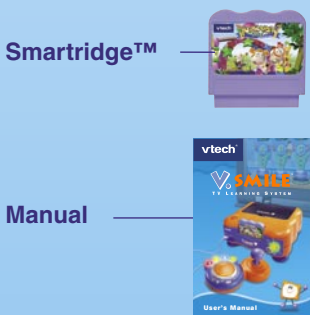 Smartridge™
vtech
Manual
vtech
V.SMILE
TV LEARNING SYSTEM
User's Manual